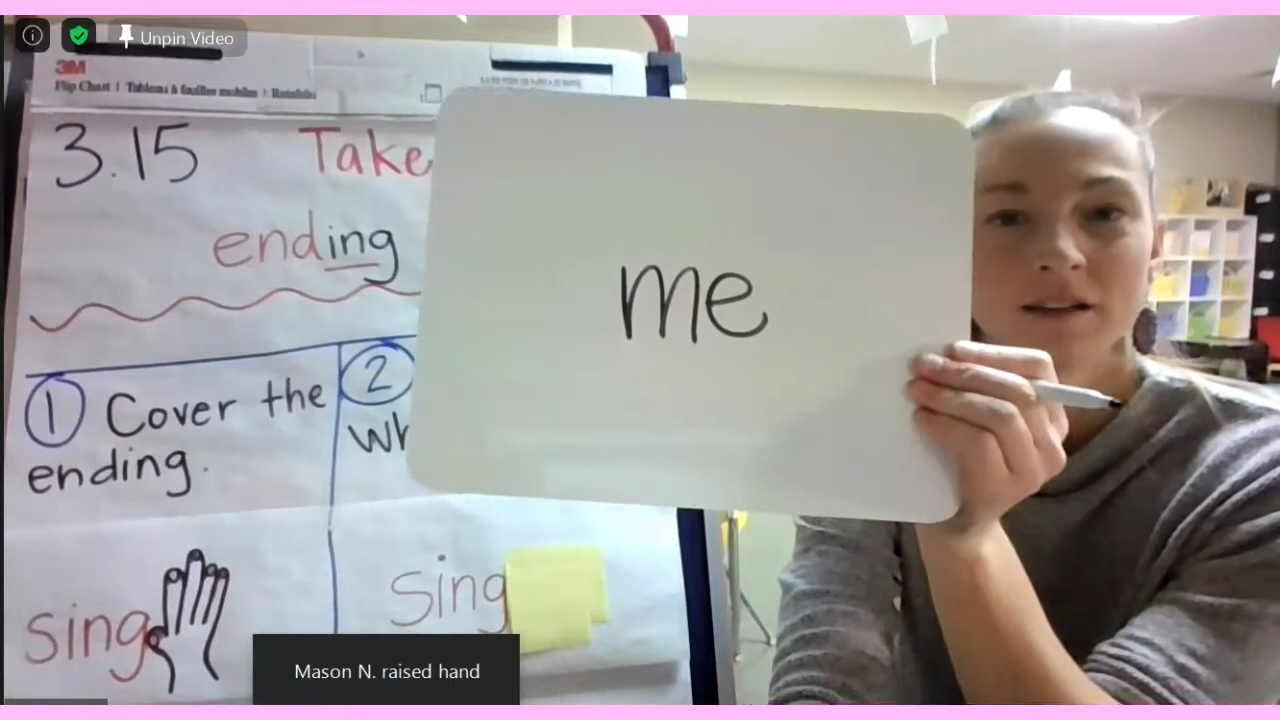 Unpin Video
3M
Flip Chart | Tableau à feuilles mobiles | Rotafolio
3.15 Take
ending
me
1 Cover the
ending.
2
Wh
sing
sing
Mason N. raised hand